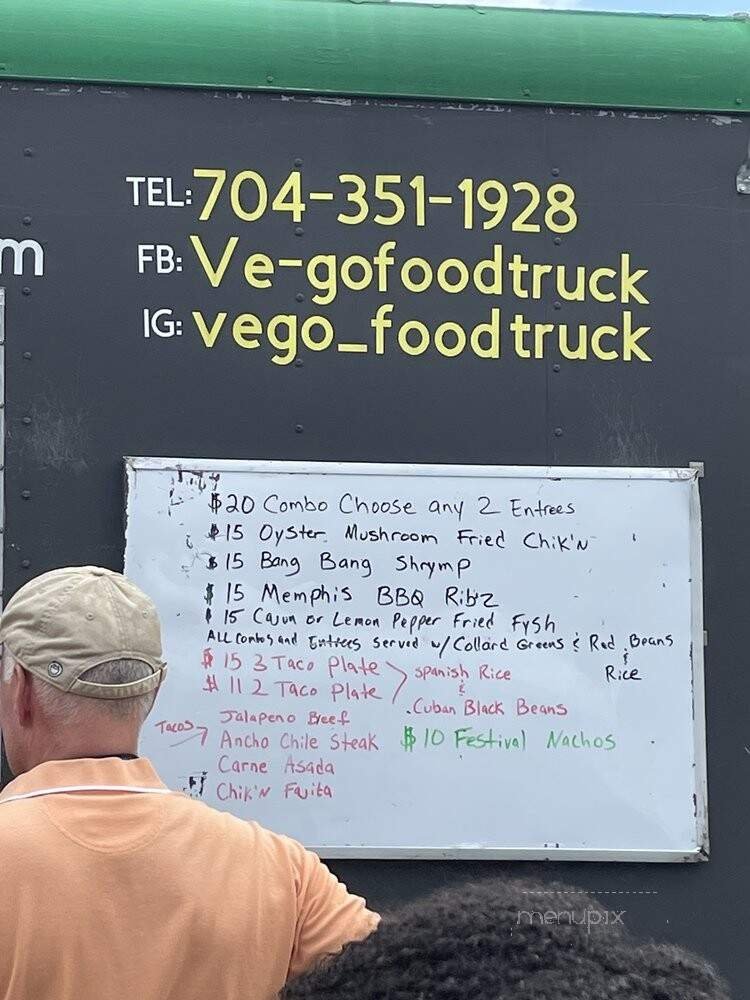 m
TEL: 704-351-1928
FB: Ve-gofoodtruck
IG: vego_foodtruck
$20 Combo Choose any 2 Entrees
$15 Oyster Mushroom Fried Chik'n
$15 Bang Bang Shrymp
$15 Memphis BBQ Ribz
$15 Cajun or Lemon Pepper Fried Fysh
ALL Combos and Entrees served w/ Collard Greens & Red Beans & Rice
$15 3 Taco Plate
$11 2 Taco Plate
Spanish Rice
&
Cuban Black Beans
Tacos
Jalapeno Beef
Ancho Chile Steak
Carne Asada
Chik'N Fajita
$10 Festival Nachos
menupix